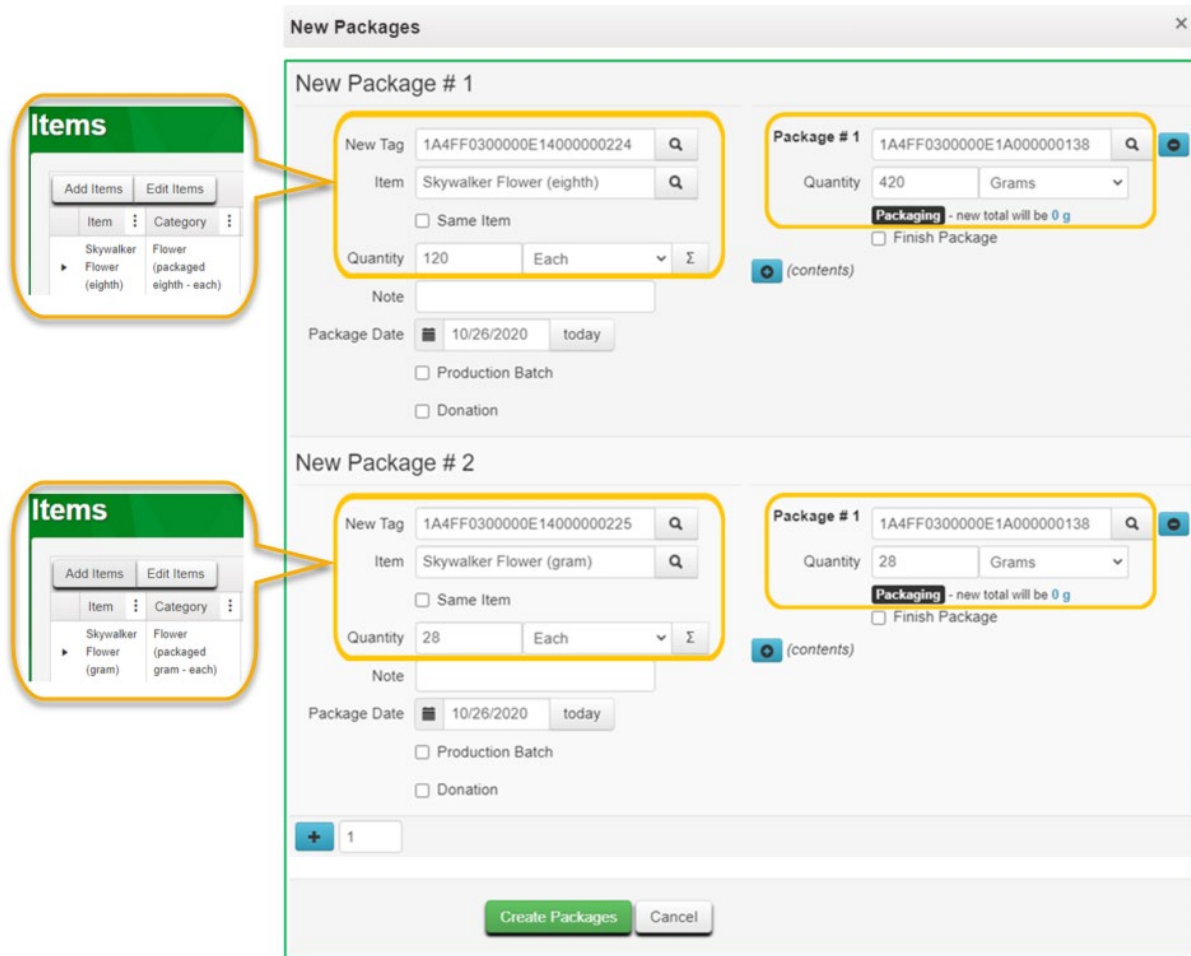 New Packages ×
New Package # 1
Items
Add Items Edit Items
Item Category
Skywalker Flower (eighth) Flower (packaged eighth - each)
New Tag 1A4FF0300000E14000000224
Item Skywalker Flower (eighth)
Same Item
Quantity 120 Each Σ
Note
Package Date 10/26/2020 today
Production Batch
Donation
Package # 1 1A4FF0300000E1A000000138
Quantity 420 Grams
Packaging - new total will be 0 g
Finish Package
(contents)
New Package # 2
Items
Add Items Edit Items
Item Category
Skywalker Flower (gram) Flower (packaged gram - each)
New Tag 1A4FF0300000E14000000225
Item Skywalker Flower (gram)
Same Item
Quantity 28 Each Σ
Note
Package Date 10/26/2020 today
Production Batch
Donation
Package # 1 1A4FF0300000E1A000000138
Quantity 28 Grams
Packaging - new total will be 0 g
Finish Package
(contents)
1
Create Packages Cancel